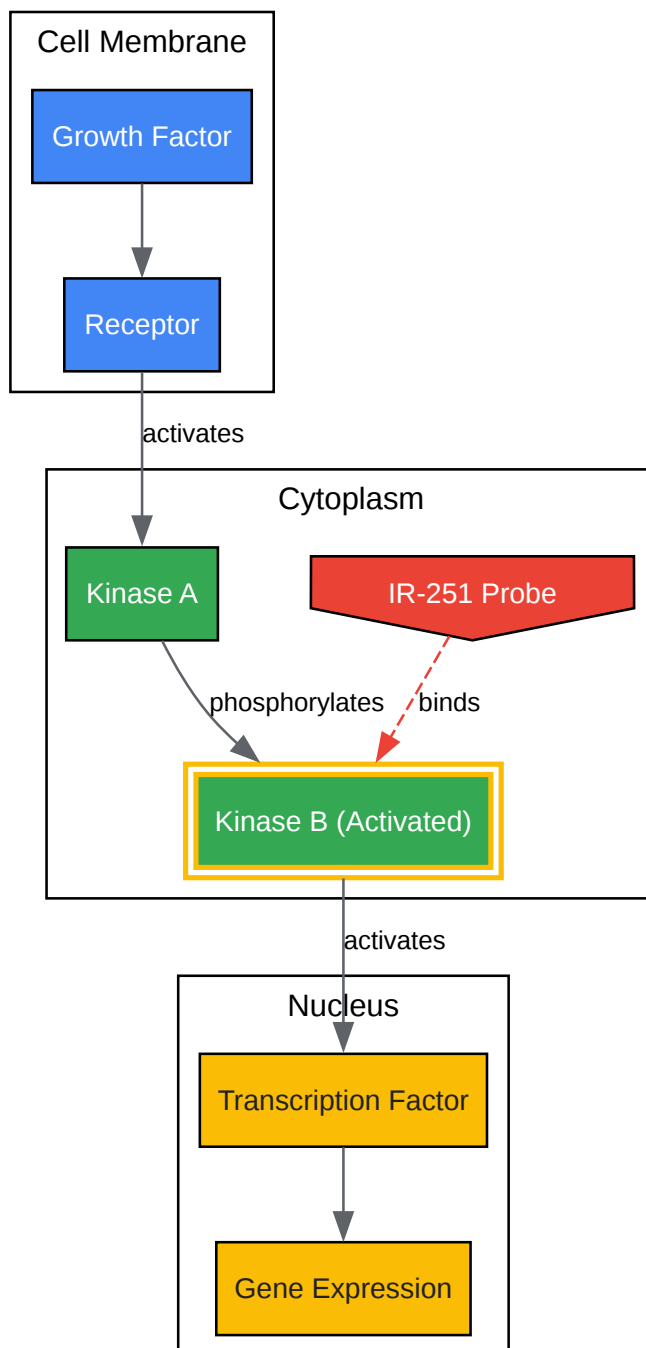 Cell Membrane
Growth Factor
Receptor
activates
Cytoplasm
Kinase A
IR-251 Probe
phosphorylates
binds
Kinase B (Activated)
activates
Nucleus
Transcription Factor
Gene Expression